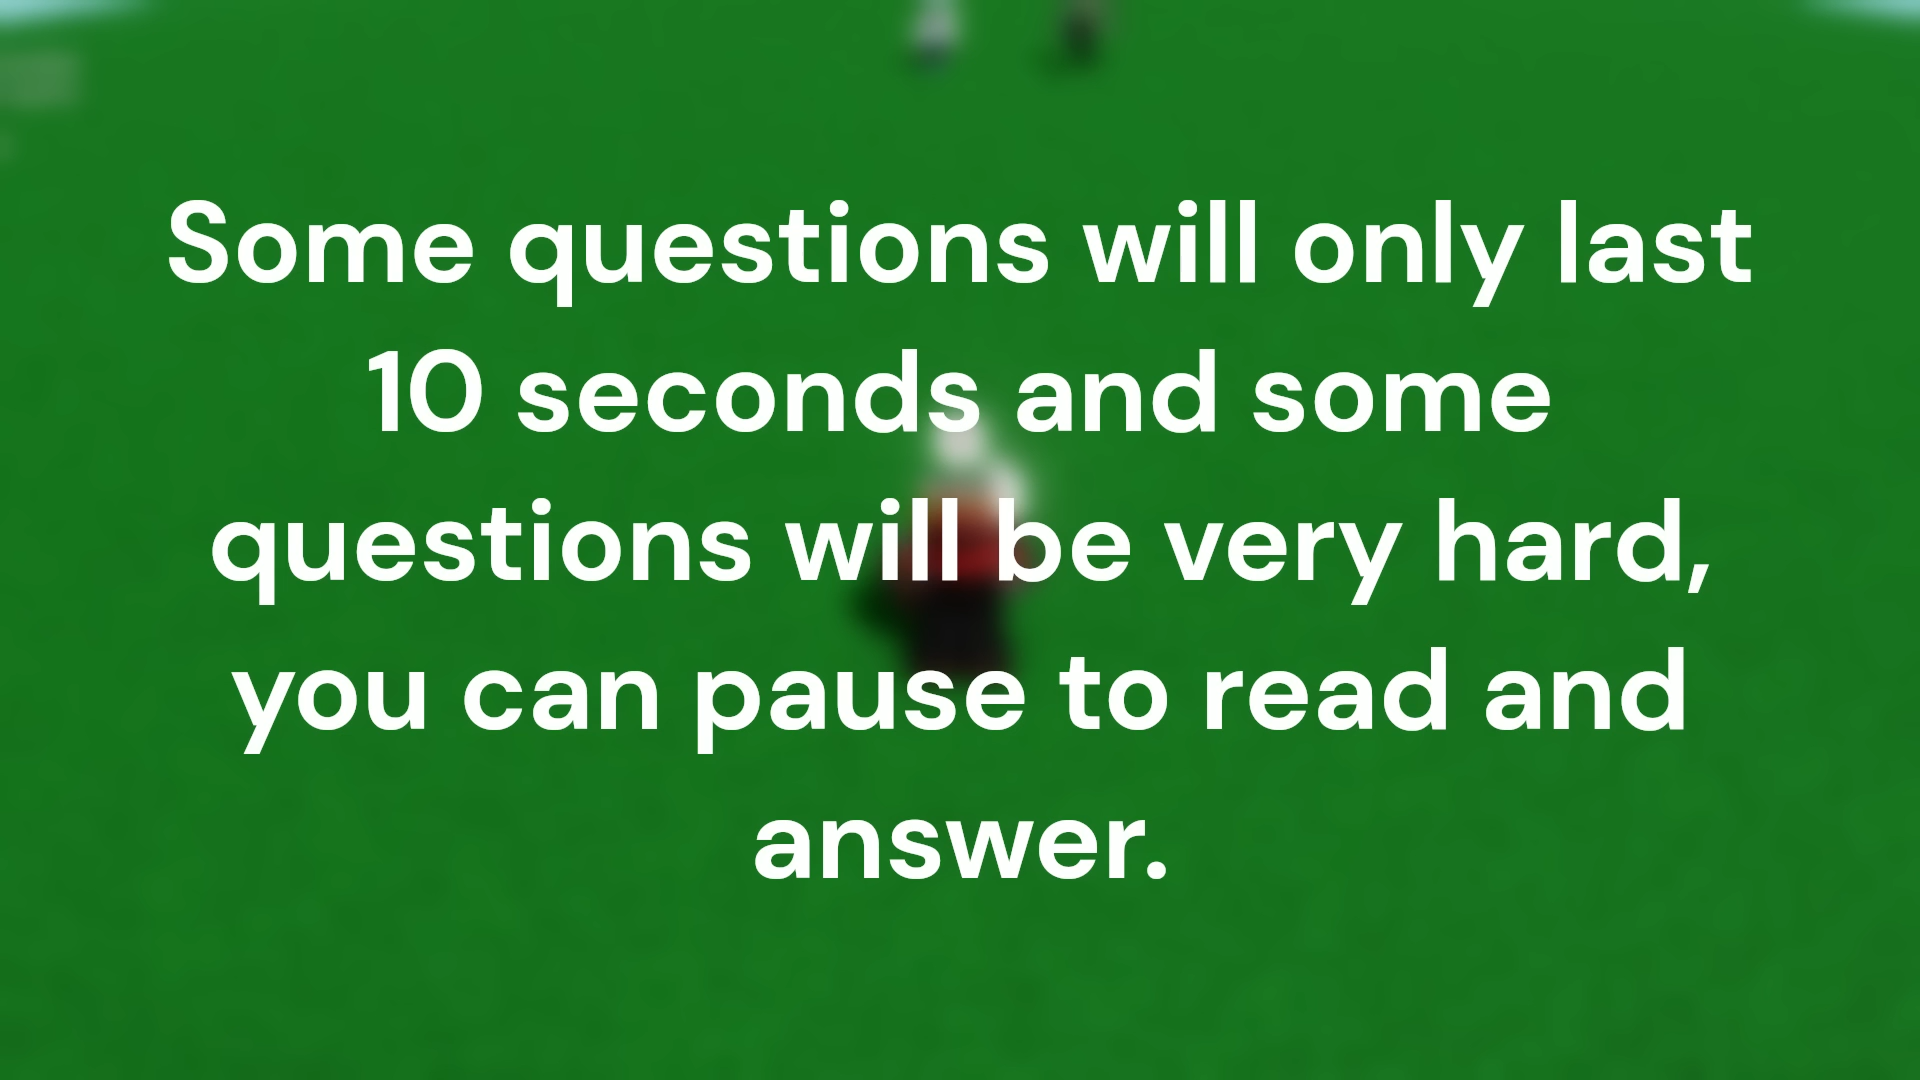 Some questions will only last
10 seconds and some
questions will be very hard,
you can pause to read and
answer.